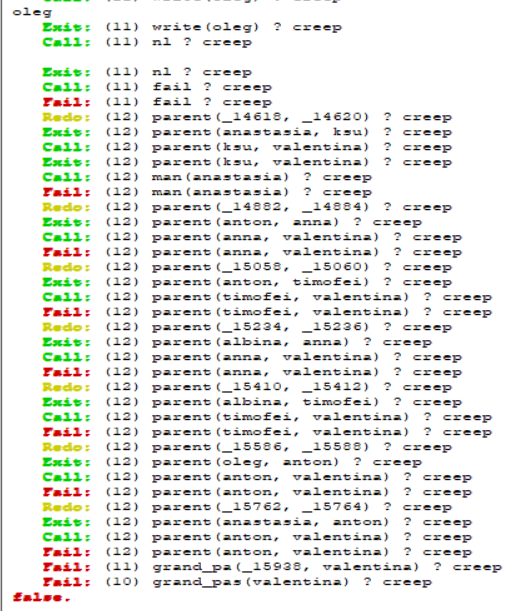 oleg
Exit: (11) write(oleg) ? creep
Call: (11) nl ? creep
Exit: (11) nl ? creep
Call: (11) fail ? creep
Fail: (11) fail ? creep
Redo: (12) parent(_14618, _14620) ? creep
Exit: (12) parent(anastasia, ksu) ? creep
Call: (12) parent(ksu, valentina) ? creep
Exit: (12) parent(ksu, valentina) ? creep
Call: (12) man(anastasia) ? creep
Fail: (12) man(anastasia) ? creep
Redo: (12) parent(_14882, _14884) ? creep
Exit: (12) parent(anton, anna) ? creep
Call: (12) parent(anna, valentina) ? creep
Fail: (12) parent(anna, valentina) ? creep
Redo: (12) parent(_15058, _15060) ? creep
Exit: (12) parent(anton, timofei) ? creep
Call: (12) parent(timofei, valentina) ? creep
Fail: (12) parent(timofei, valentina) ? creep
Redo: (12) parent(_15234, _15236) ? creep
Exit: (12) parent(albina, anna) ? creep
Call: (12) parent(anna, valentina) ? creep
Fail: (12) parent(anna, valentina) ? creep
Redo: (12) parent(_15410, _15412) ? creep
Exit: (12) parent(albina, timofei) ? creep
Call: (12) parent(timofei, valentina) ? creep
Fail: (12) parent(timofei, valentina) ? creep
Redo: (12) parent(_15586, _15588) ? creep
Exit: (12) parent(oleg, anton) ? creep
Call: (12) parent(anton, valentina) ? creep
Fail: (12) parent(anton, valentina) ? creep
Redo: (12) parent(_15762, _15764) ? creep
Exit: (12) parent(anastasia, anton) ? creep
Call: (12) parent(anton, valentina) ? creep
Fail: (12) parent(anton, valentina) ? creep
Fail: (11) grand_pa(_15938, valentina) ? creep
Fail: (10) grand_pas(valentina) ? creep
false.